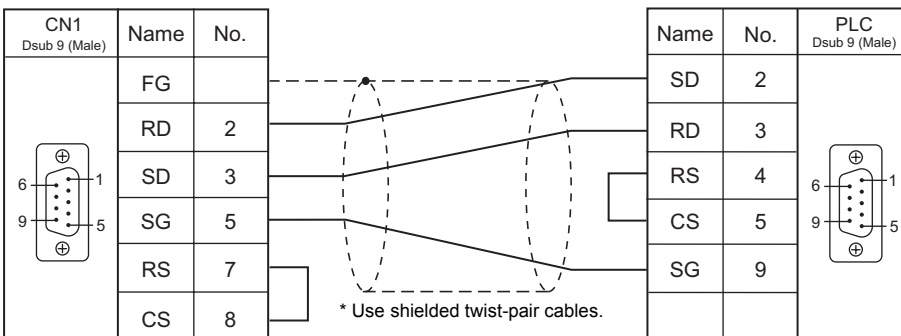 CN1
Dsub 9 (Male)
Name No.
FG
RD 2
SD 3
SG 5
RS 7
CS 8
6 1
9 5
* Use shielded twist-pair cables.
Name No.
PLC
Dsub 9 (Male)
SD 2
RD 3
RS 4
CS 5
SG 9
6 1
9 5